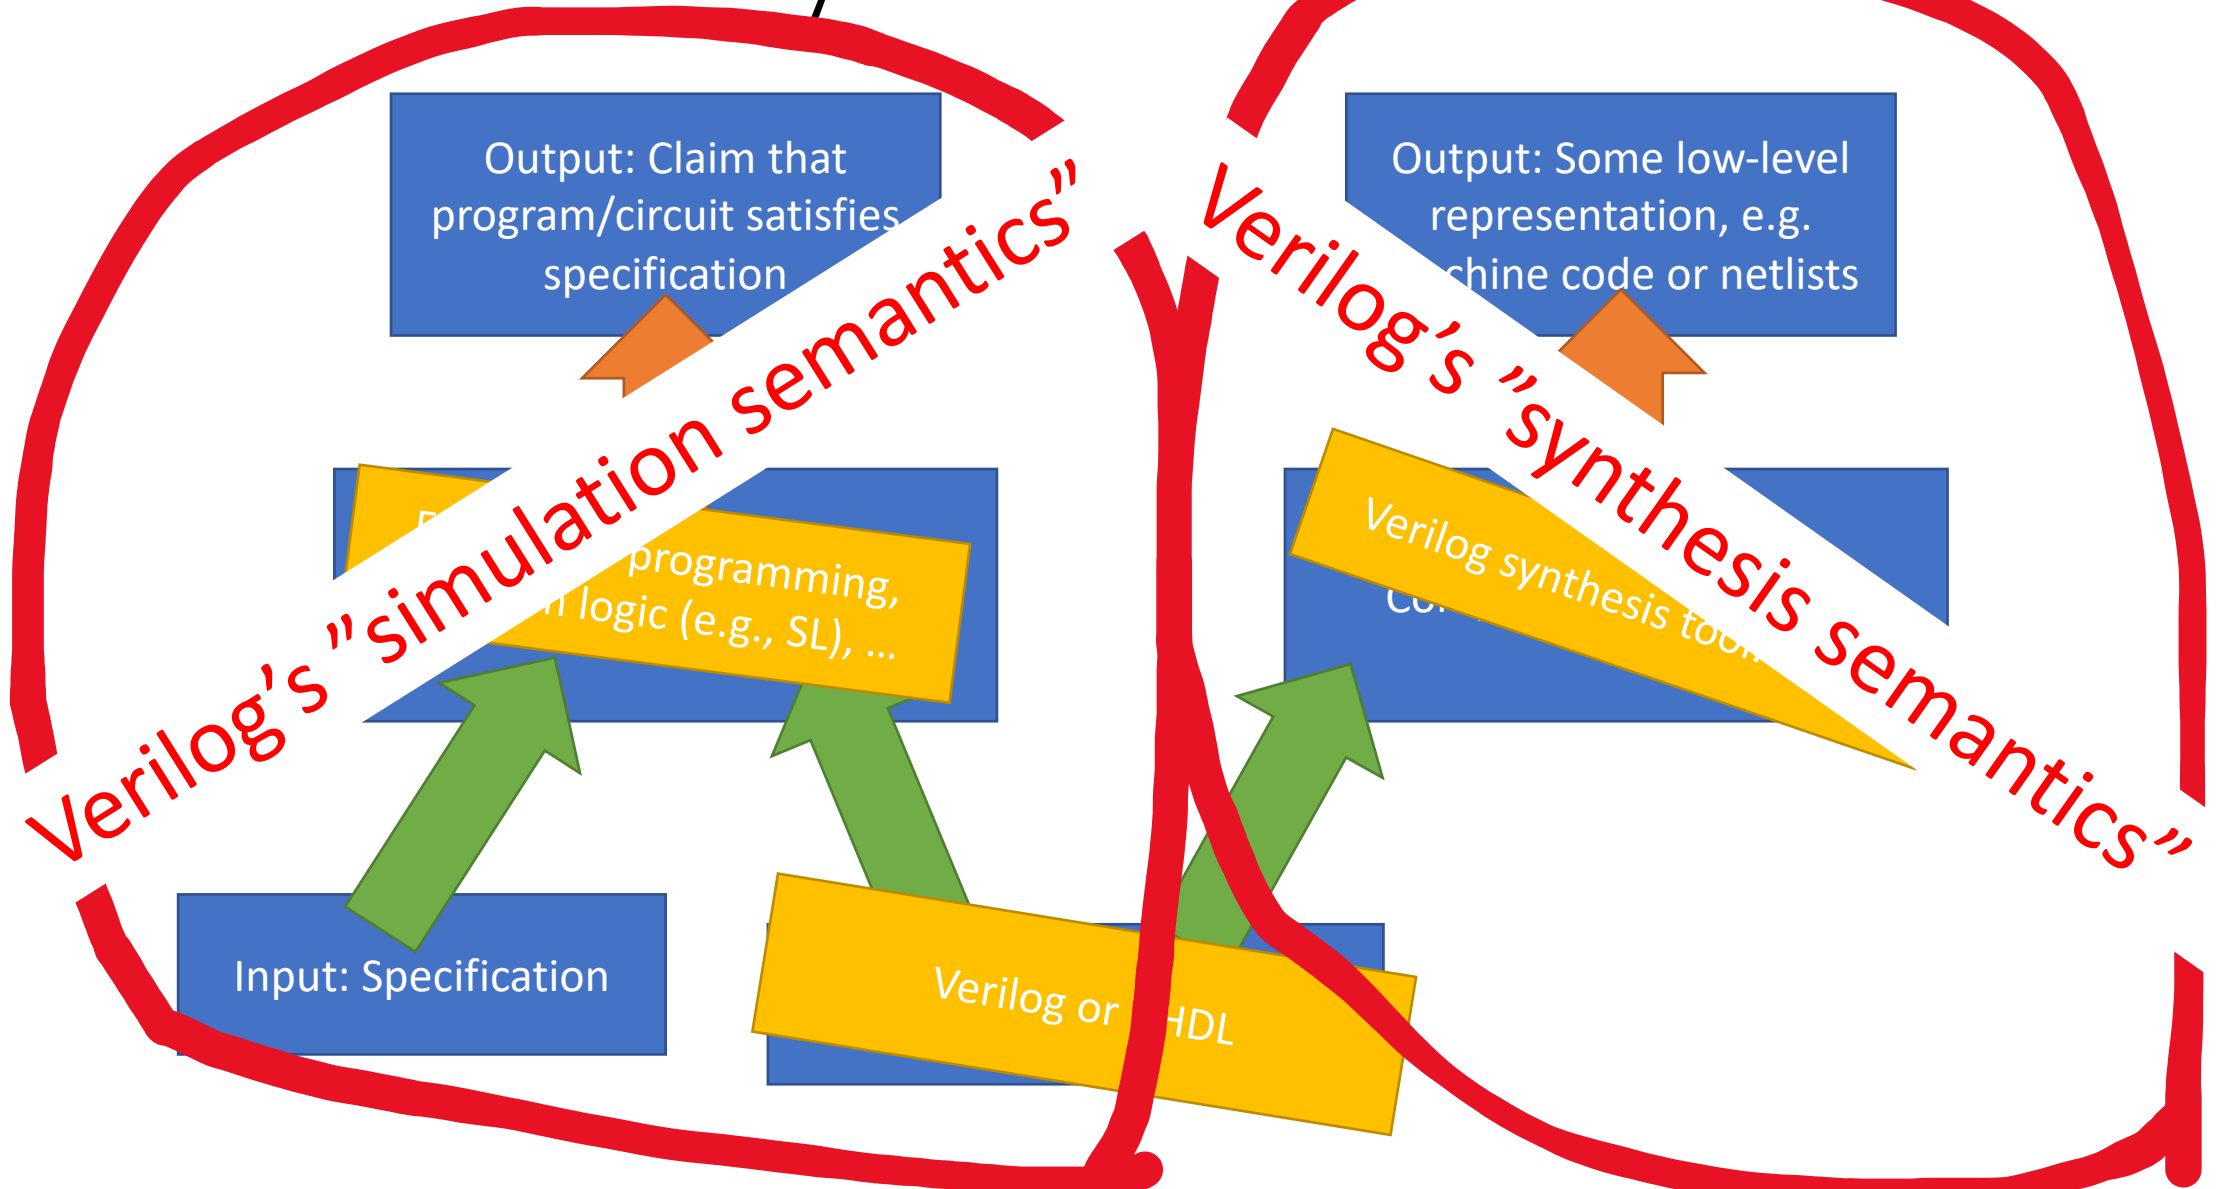 Output: Claim that
program/circuit satisfies
specification
Output: Some low-level
representation, e.g.
chine code or netlists
Verilog’s ”simulation semantics”
Verilog’s ”synthesis semantics”
programming,
logic (e.g., SL), …
Verilog synthesis
Input: Specification
Verilog or HDL